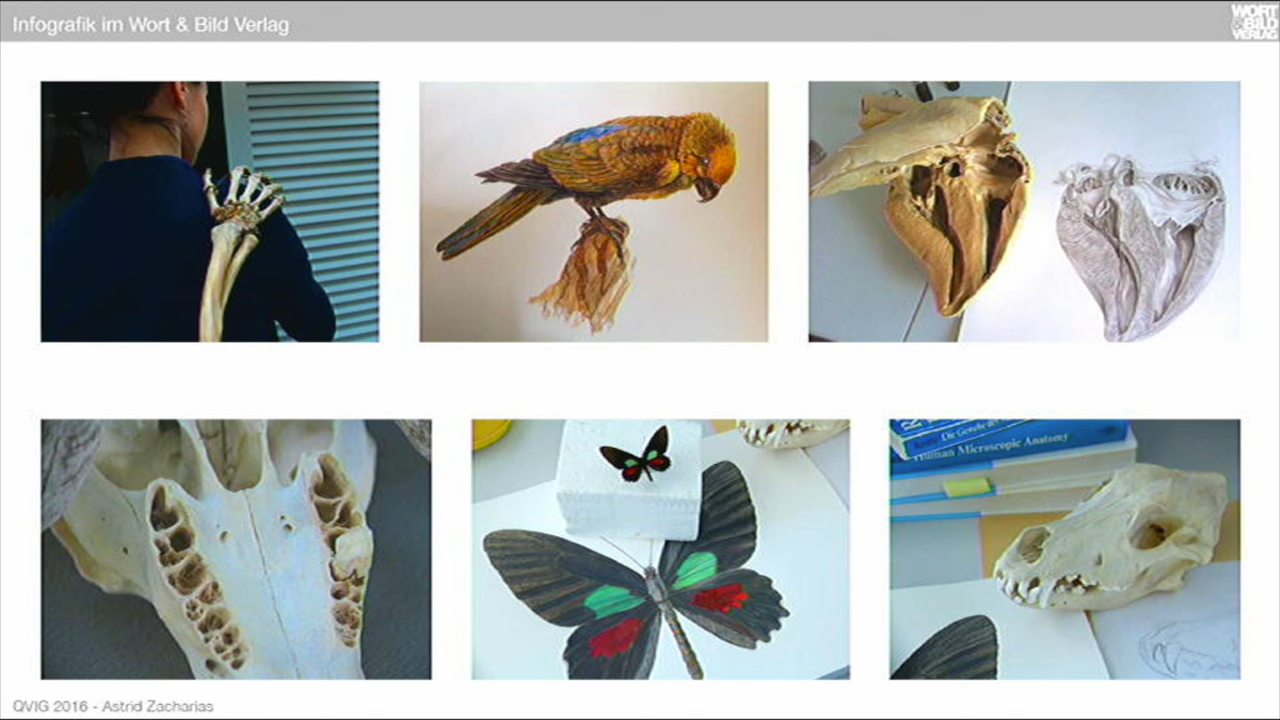 Infografik im Wort & Bild Verlag
WORT
&BILD
VERLAG
Human Microscopic Anatomy
QVIG 2016 - Astrid Zacharias